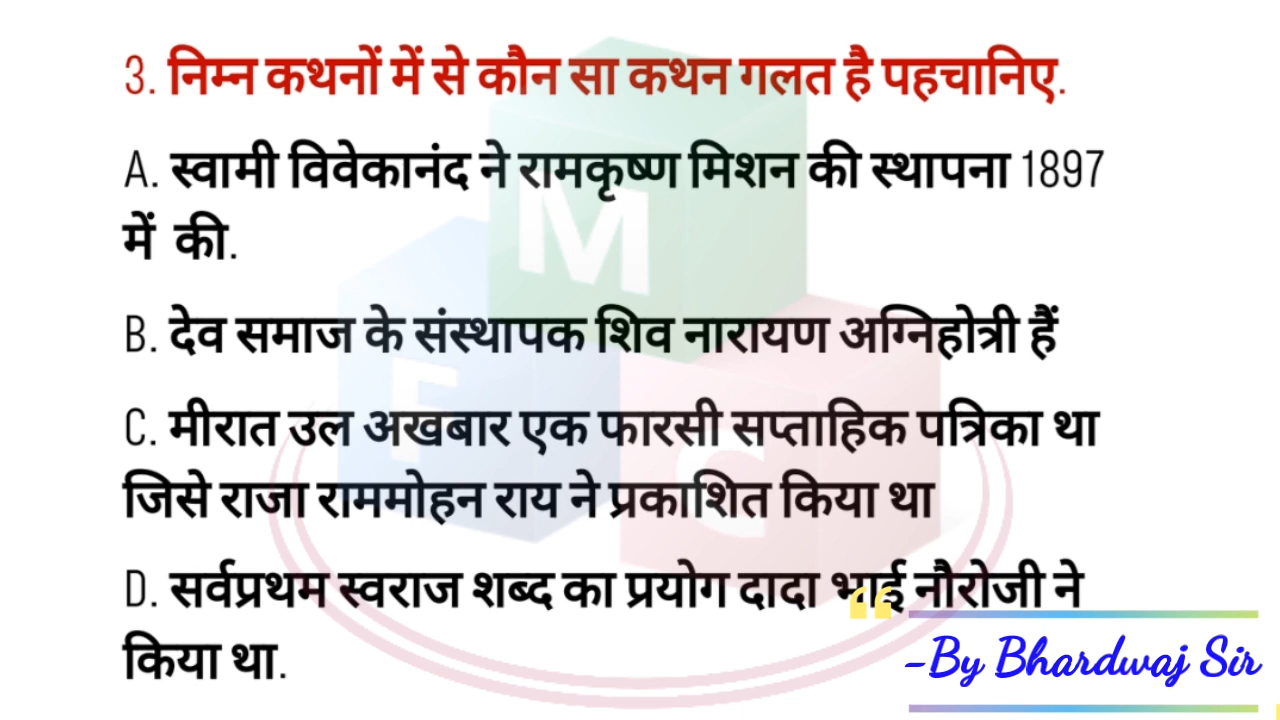 3. निम्न कथनों में से कौन सा कथन गलत है पहचानिए.
A. स्वामी विवेकानंद ने रामकृष्ण मिशन की स्थापना 1897
में की.
B. देव समाज के संस्थापक शिव नारायण अग्निहोत्री हैं
C. मीरात उल अखबार एक फारसी सप्ताहिक पत्रिका था
जिसे राजा राममोहन राय ने प्रकाशित किया था
D. सर्वप्रथम स्वराज शब्द का प्रयोग दादा भाई नौरोजी ने
किया था.
-By Bhardwaj Sir
M
F
C